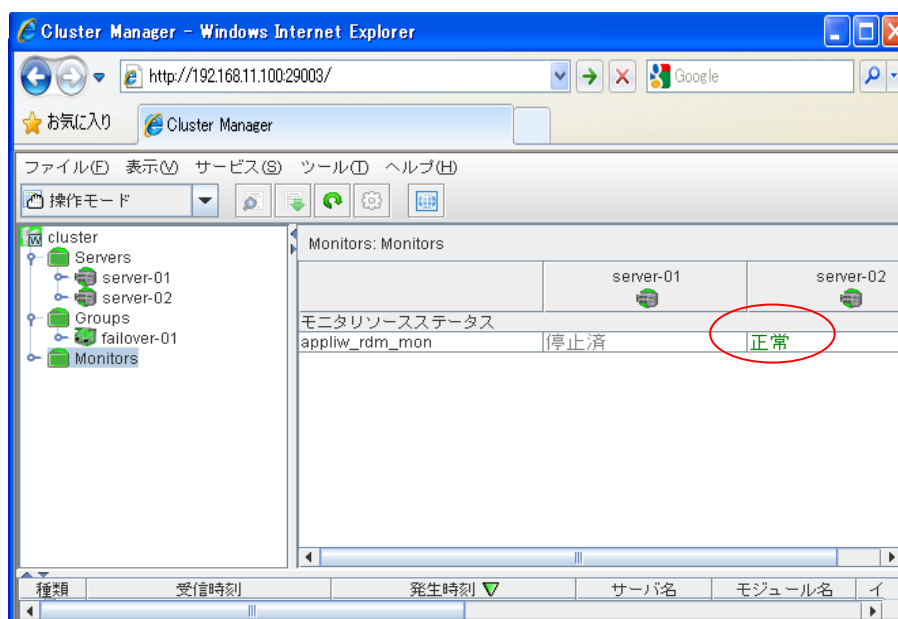 Cluster Manager - Windows Internet Explorer
http://192.168.11.100:29003/
Google
お気に入り
Cluster Manager
ファイル(F) 表示(V) サービス(S) ツール(T) ヘルプ(H)
操作モード
cluster
Servers
server-01
server-02
Groups
failover-01
Monitors
Monitors: Monitors
server-01 server-02
モニタリソースステータス
appliw_rdm_mon 停止済 正常
種類 受信時刻 発生時刻 サーバ名 モジュール名 イ